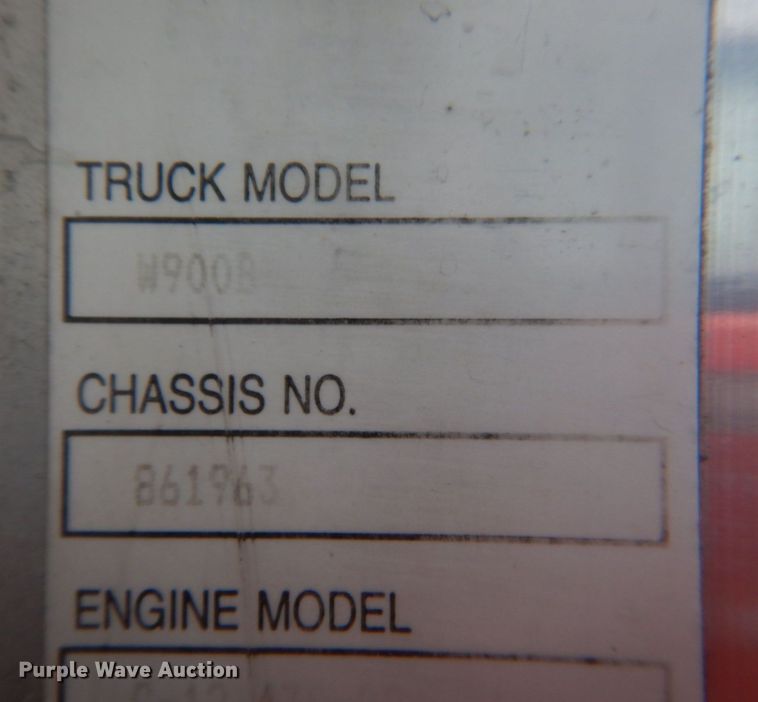 TRUCK MODEL
W900B
CHASSIS NO.
861963
ENGINE MODEL
Purple Wave Auction